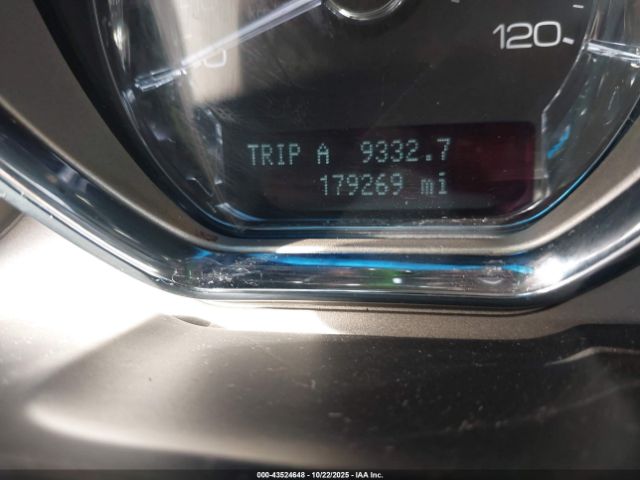 120
TRIP A 9332.7
179269 mi
000-43524648 | 10/22/2025 | IAA Inc.